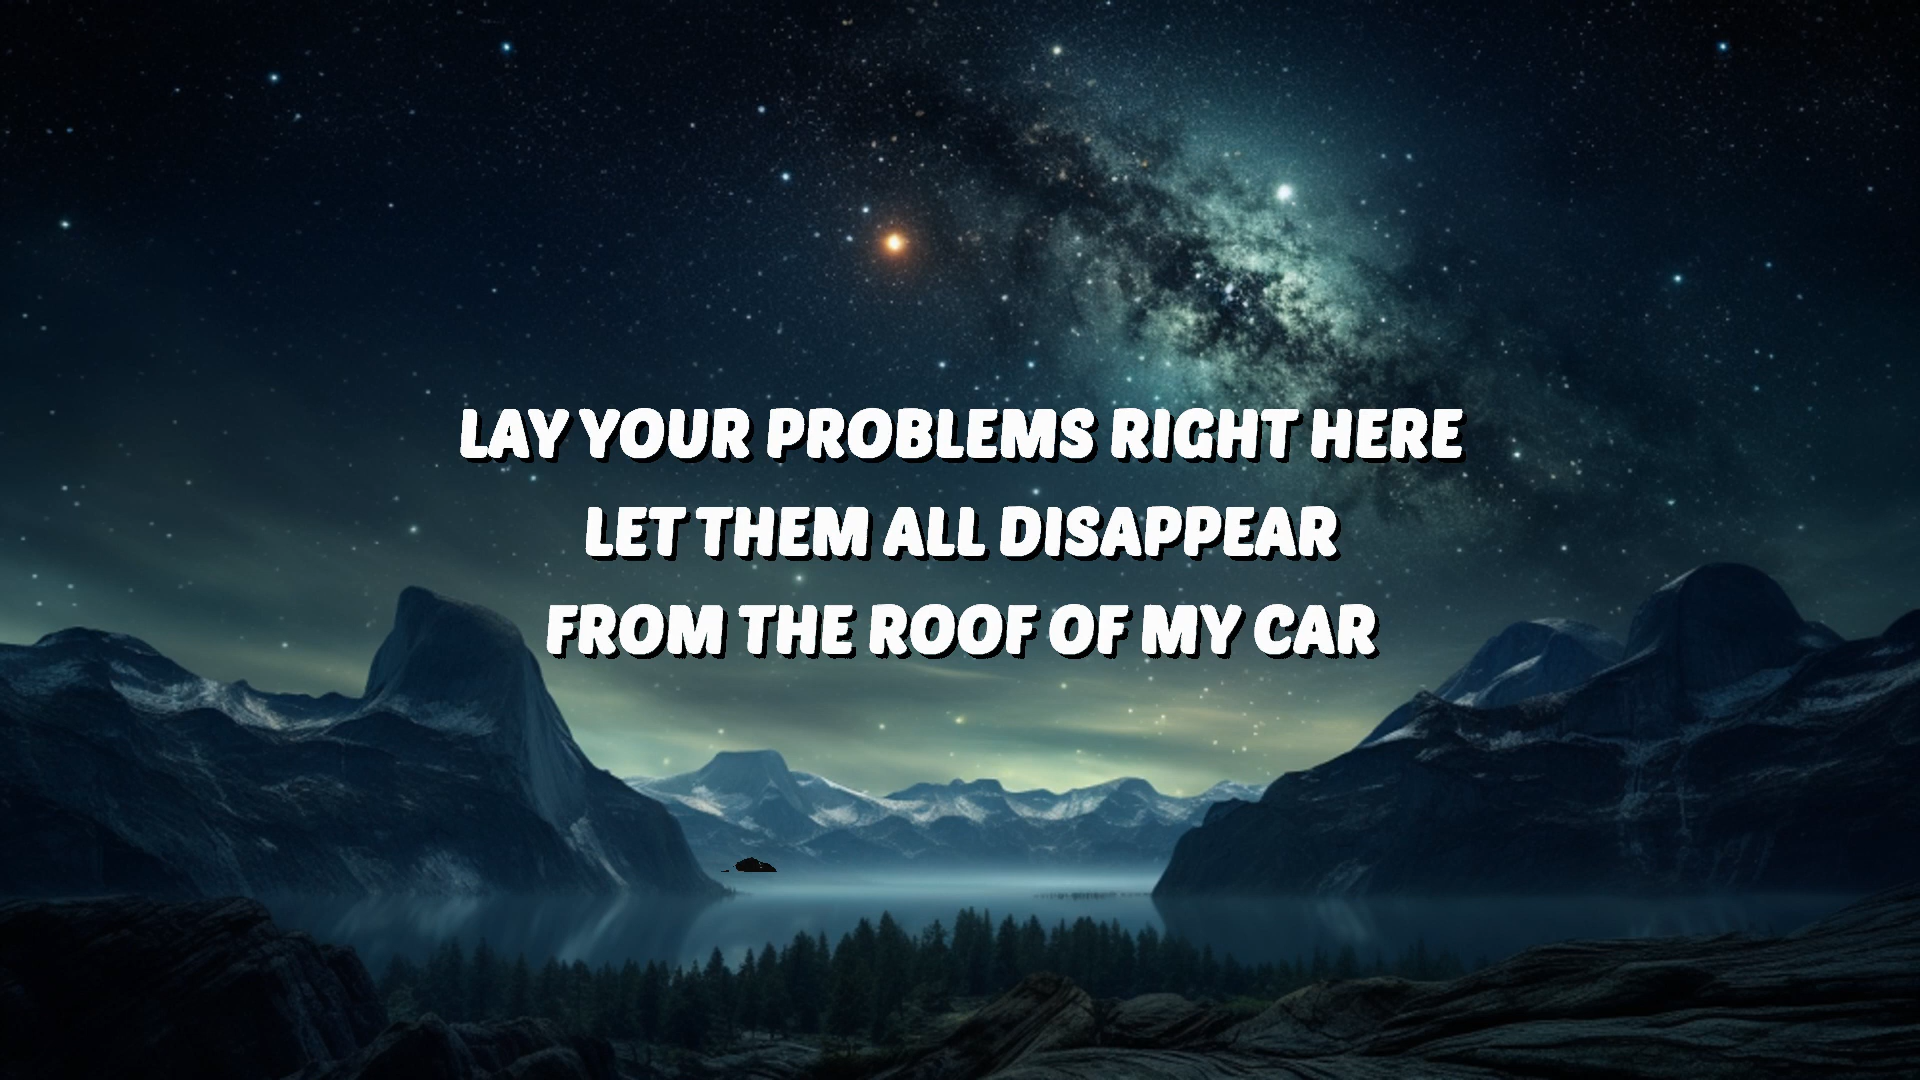 LAY YOUR PROBLEMS RIGHT HERE
LET THEM ALL DISAPPEAR
FROM THE ROOF OF MY CAR